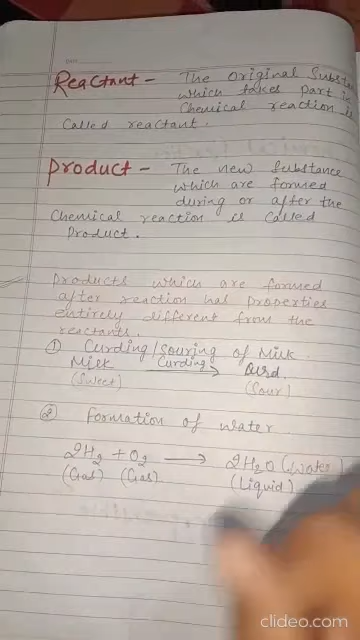 Reactant - The original Substa
which takes part in
Chemical reaction is
Called reactant.
Product - The new Substance
which are formed
during or after the
Chemical reaction is called
Product.
Products which are formed
after reaction has properties
entirely different from the
reactants.
① Curding/Souring of Milk
Milk Curding Curd.
(Sweet) (Sour)
② Formation of water
2H₂ + O₂ → 2H₂O (Water)
(Gas) (Gas) (Liquid)
clideo.com